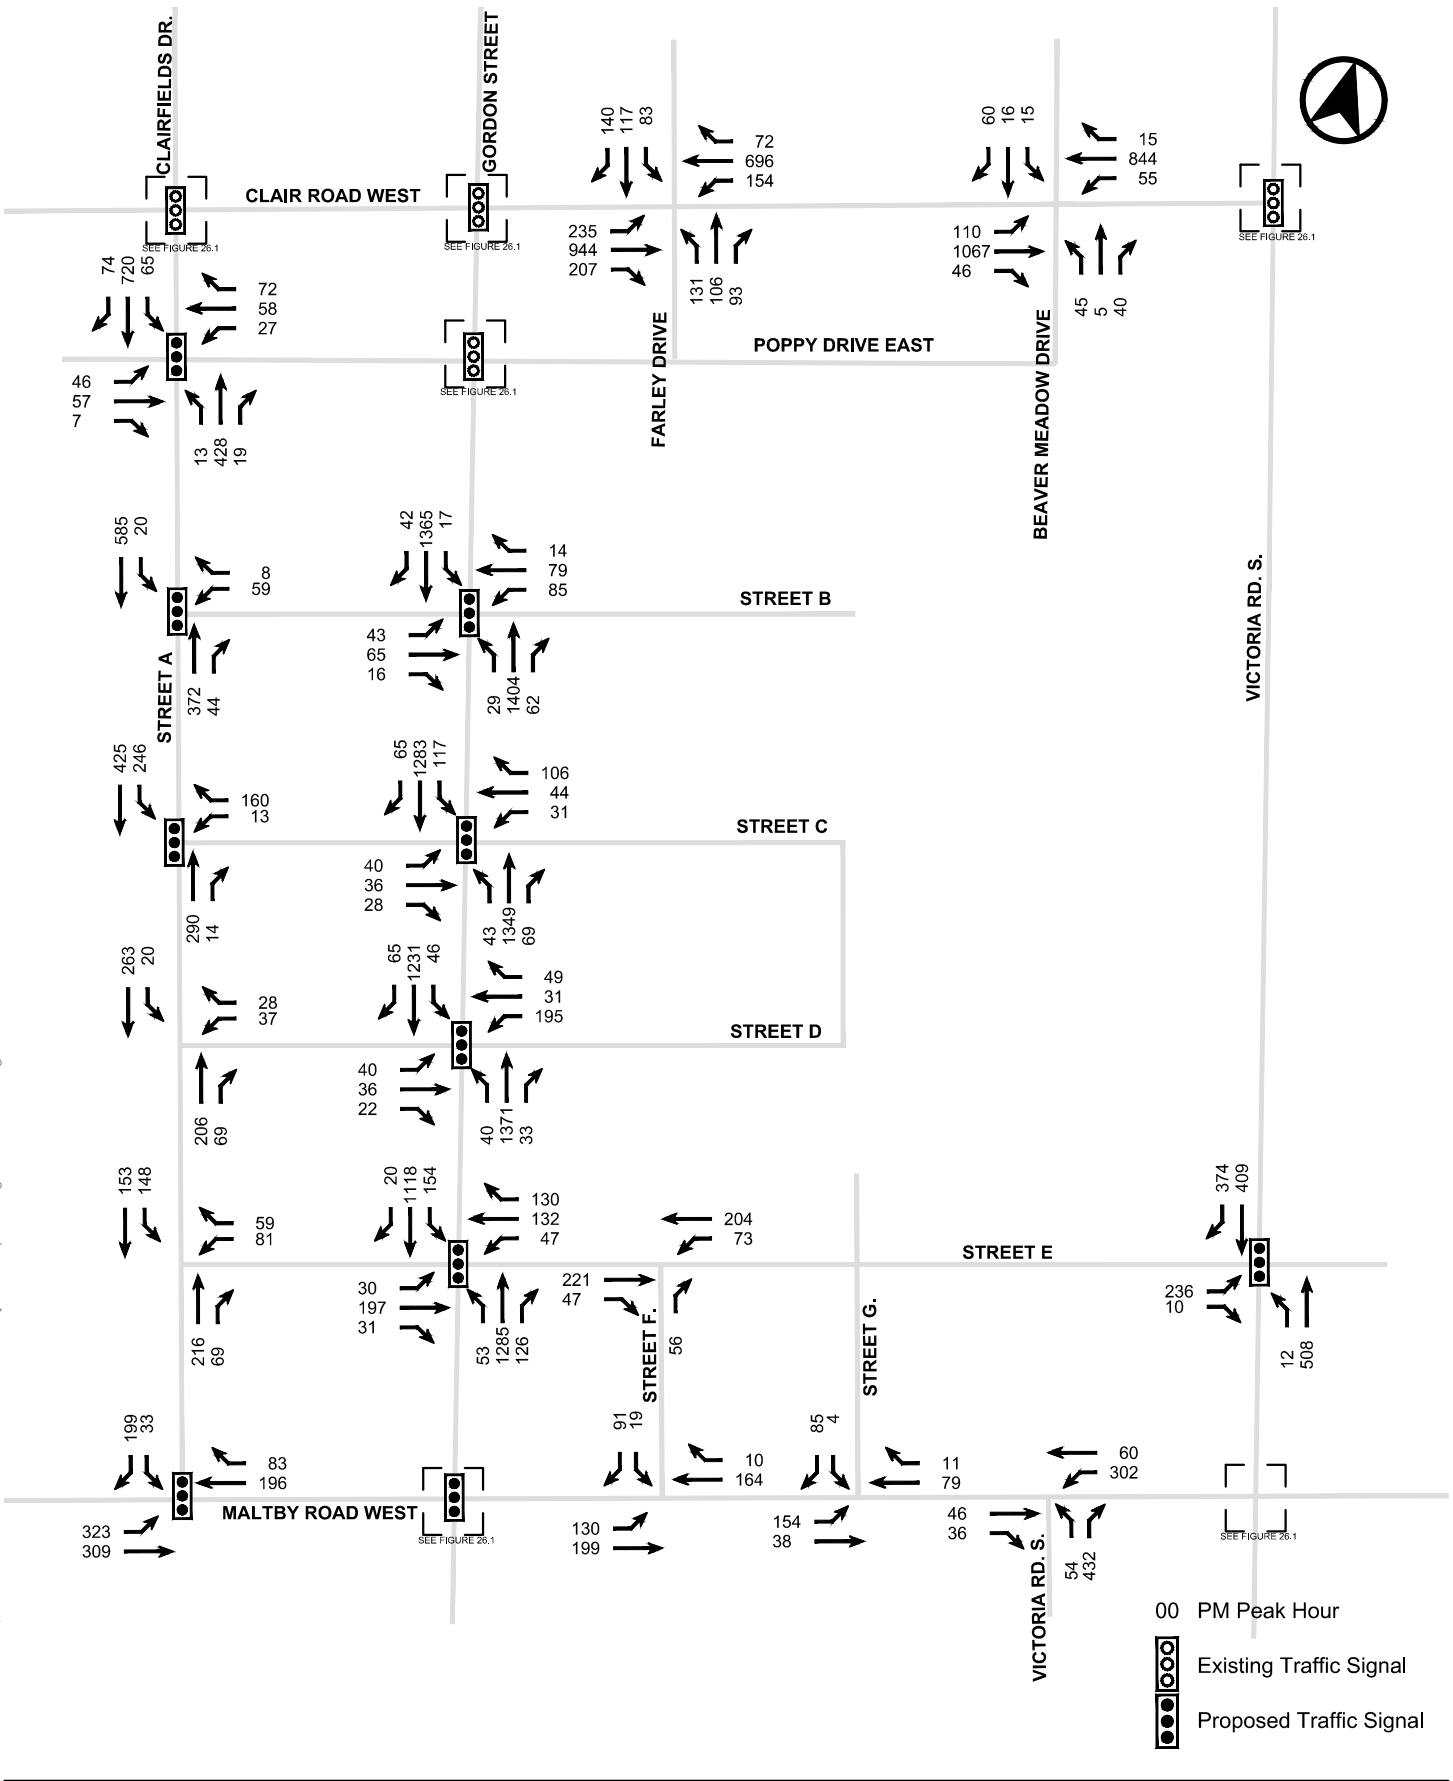 CLAIRFIELDS DR.
GORDON STREET
140 117 83
72
696
154
60 16 15
15
844
55
CLAIR ROAD WEST
SEE FIGURE 26.1
SEE FIGURE 26.1
SEE FIGURE 26.1
235
944
207
131 106 93
110
1067
46
45 5 40
74 720 65
72
58
27
FARLEY DRIVE
POPPY DRIVE EAST
BEAVER MEADOW DRIVE
SEE FIGURE 26.1
46
57
7
13 428 19
585 20
8
59
42 1365 17
14
79
85
STREET B
VICTORIA RD. S.
43
65
16
29 1404 62
STREET A
372 44
425 246
160
13
65 1283 117
106
44
31
STREET C
40
36
28
43 1349 69
290 14
263 20
28
37
65 1231 46
49
31
195
STREET D
40
36
22
40 1371 33
206 69
153 148
59
81
20 1118 154
130
132
47
204
73
STREET E
374 409
30
197
31
53 1285 126
221
47
56
STREET F.
STREET G.
236
10
12 508
216 69
199 33
83
196
91 19
10
164
85 4
11
79
60
302
MALTBY ROAD WEST
SEE FIGURE 26.1
SEE FIGURE 26.1
323
309
130
199
154
38
46
36
54 432
VICTORIA RD. S.
00 PM Peak Hour
Existing Traffic Signal
Proposed Traffic Signal